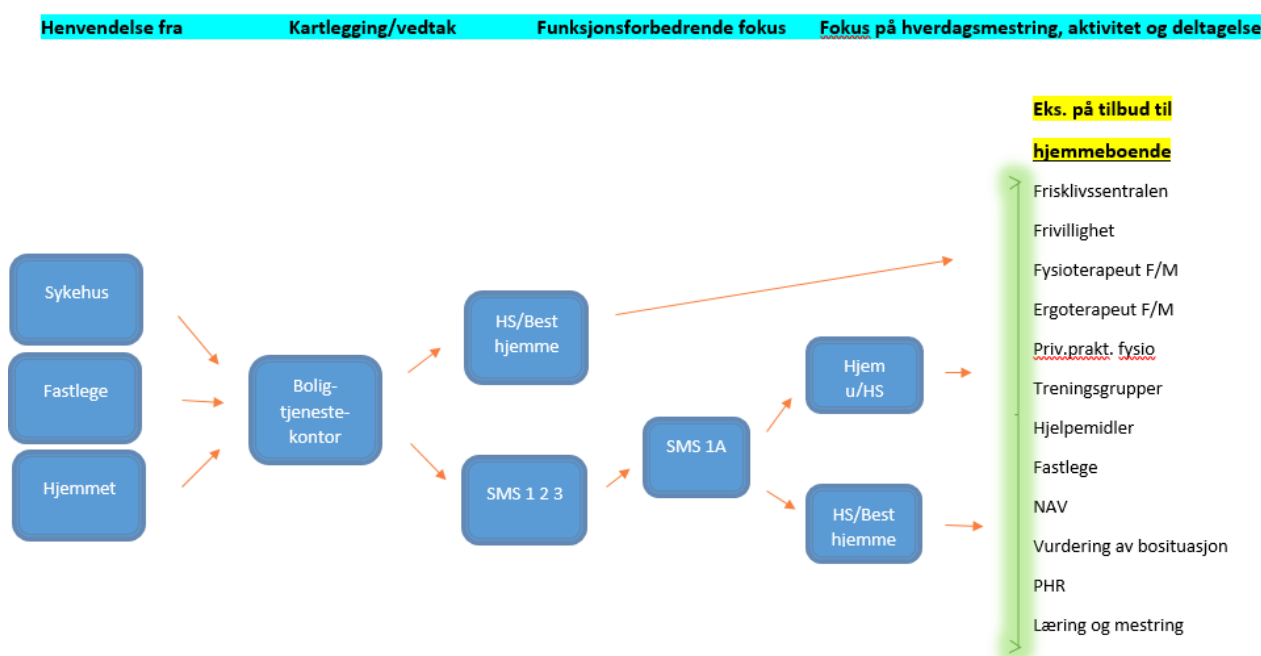 Henvendelse fra
Kartlegging/vedtak
Funksjonsforbedrende fokus
Fokus på hverdagsmestring, aktivitet og deltagelse
Sykehus
Fastlege
Hjemmet
Bolig-
tjeneste-
kontor
HS/Best
hjemme
SMS 1 2 3
SMS 1A
Hjem
u/HS
HS/Best
hjemme
Eks. på tilbud til
hjemmeboende
Frisklivssentralen
Frivillighet
Fysioterapeut F/M
Ergoterapeut F/M
Priv.prakt. fysio
Treningsgrupper
Hjelpemidler
Fastlege
NAV
Vurdering av bosituasjon
PHR
Læring og mestring